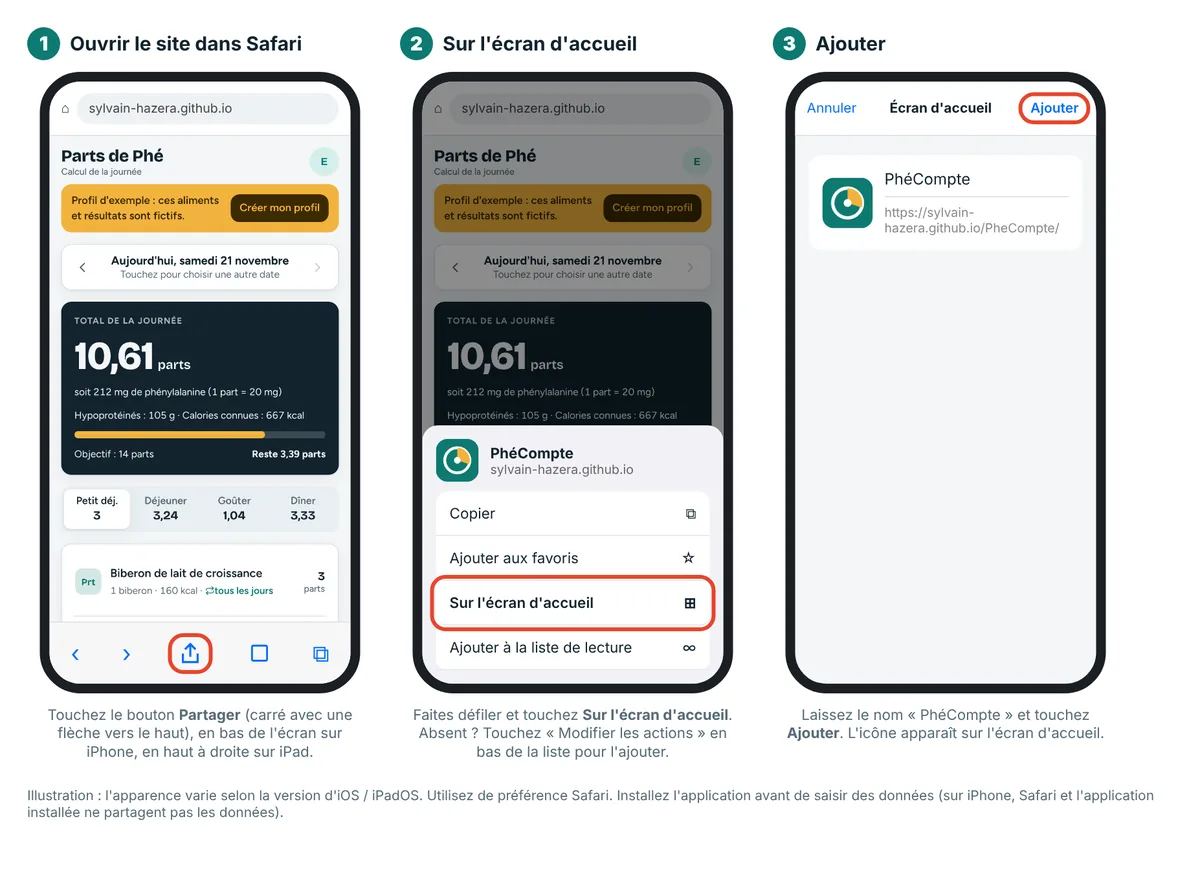 1 Ouvrir le site dans Safari
sylvain-hazera.github.io
Parts de Phé
Calcul de la journée
E
Profil d'exemple : ces aliments
et résultats sont fictifs.
Créer mon profil
Aujourd'hui, samedi 21 novembre
Touchez pour choisir une autre date
TOTAL DE LA JOURNÉE
10,61 parts
soit 212 mg de phénylalanine (1 part = 20 mg)
Hypoprotéinés : 105 g · Calories connues : 667 kcal
Objectif : 14 parts Reste 3,39 parts
Petit déj. Déjeuner Goûter Dîner
3 3,24 1,04 3,33
Prt
Biberon de lait de croissance
1 biberon · 160 kcal · tous les jours
3
parts
Touchez le bouton Partager (carré avec une
flèche vers le haut), en bas de l'écran sur
iPhone, en haut à droite sur iPad.
2 Sur l'écran d'accueil
sylvain-hazera.github.io
Parts de Phé
Calcul de la journée
E
Profil d'exemple : ces aliments
et résultats sont fictifs.
Créer mon profil
Aujourd'hui, samedi 21 novembre
Touchez pour choisir une autre date
TOTAL DE LA JOURNÉE
10,61 parts
soit 212 mg de phénylalanine (1 part = 20 mg)
Hypoprotéinés : 105 g · Calories connues : 667 kcal
PhéCompte
sylvain-hazera.github.io
Copier
Ajouter aux favoris
Sur l'écran d'accueil
Ajouter à la liste de lecture
Faites défiler et touchez Sur l'écran d'accueil.
Absent ? Touchez « Modifier les actions » en
bas de la liste pour l'ajouter.
3 Ajouter
Annuler Écran d'accueil Ajouter
PhéCompte
https://sylvain-
hazera.github.io/PheCompte/
Laissez le nom « PhéCompte » et touchez
Ajouter. L'icône apparaît sur l'écran d'accueil.
Illustration : l'apparence varie selon la version d'iOS / iPadOS. Utilisez de préférence Safari. Installez l'application avant de saisir des données (sur iPhone, Safari et l'application
installée ne partagent pas les données).